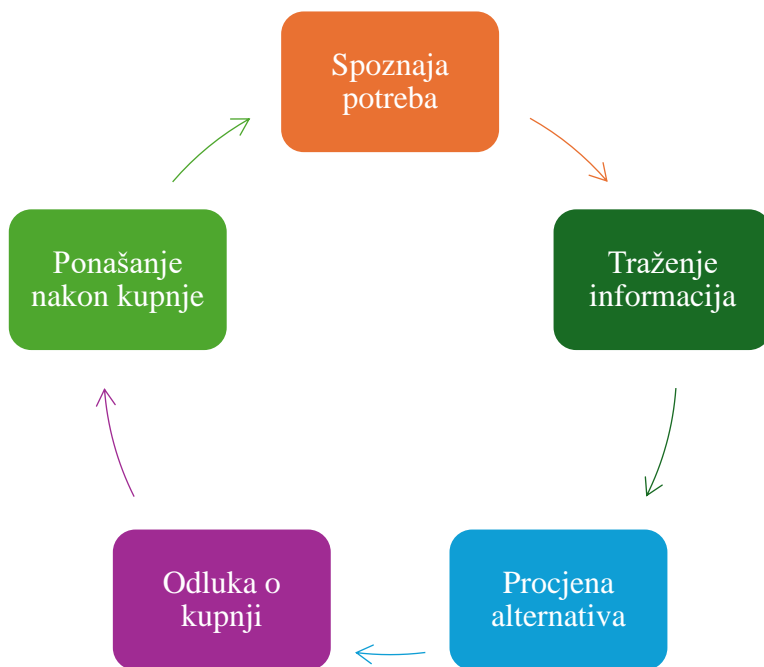 Spoznaja
potreba
Traženje
informacija
Procjena
alternativa
Odluka o
kupnji
Ponašanje
nakon kupnje